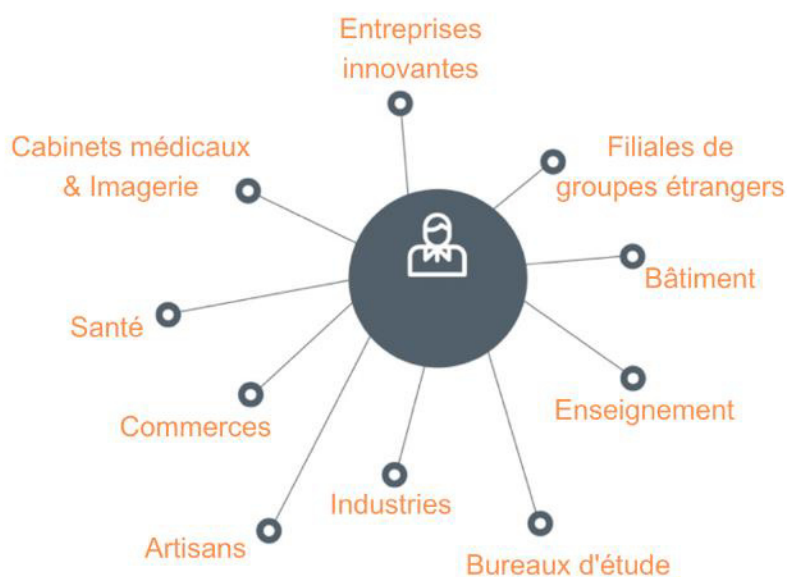 Entreprises
innovantes
Cabinets médicaux
& Imagerie
Filiales de
groupes étrangers
Bâtiment
Santé
Commerces
Enseignement
Industries
Artisans
Bureaux d'étude